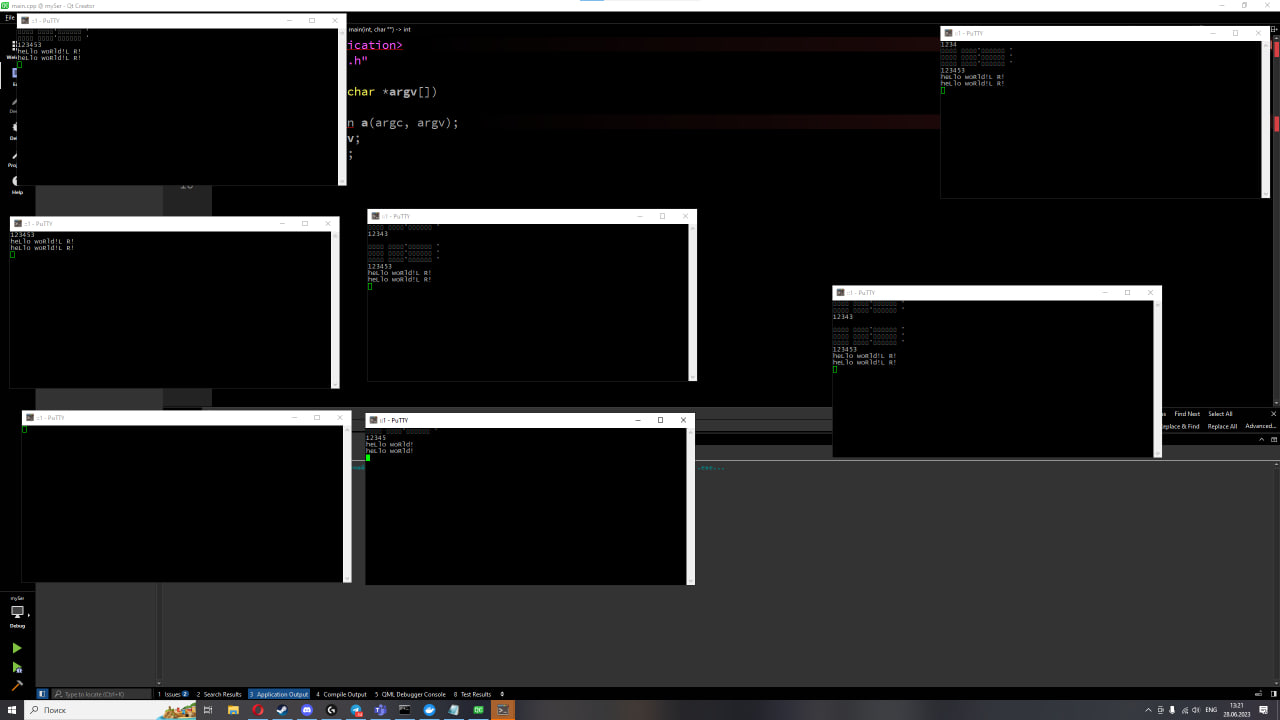 main.cpp @ mySer - Qt Creator
File
main(int, char **) -> int
ication>
.h"
char *argv[])
n a(argc, argv);
v;
;
::1 - PuTTY
123453
heLlo woRld!L R!
heLlo woRld!L R!
::1 - PuTTY
1234
123453
heLlo woRld!L R!
heLlo woRld!L R!
Help
::1 - PuTTY
123453
heLlo woRld!L R!
heLlo woRld!L R!
::1 - PuTTY
12343
123453
heLlo woRld!L R!
heLlo woRld!L R!
::1 - PuTTY
12343
123453
heLlo woRld!L R!
heLlo woRld!L R!
::1 - PuTTY
::1 - PuTTY
12345
heLlo woRld!
heLlo woRld!
Find Next Select All
eplace & Find Replace All Advanced...
.exe...
mySer
Debug
Type to locate (Ctrl+K)
1 Issues 2
2 Search Results
3 Application Output
4 Compile Output
5 QML Debugger Console
8 Test Results
Поиск
ENG
13:21
28.06.2023